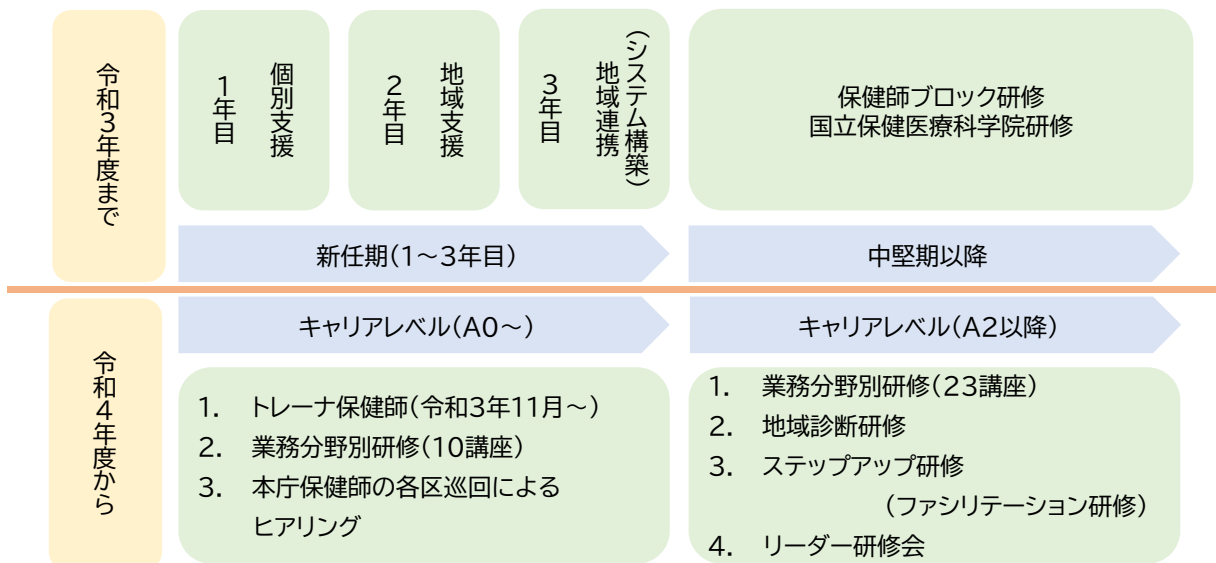 令和3年度まで
1年目
個別支援
2年目
地域支援
3年目
地域連携
(システム構築)
保健師ブロック研修
国立保健医療科学院研修
新任期(1～3年目)
中堅期以降
令和4年度から
キャリアレベル(A0～)
キャリアレベル(A2以降)
1. トレーナ保健師(令和3年11月～)
2. 業務分野別研修(10講座)
3. 本庁保健師の各区巡回による
ヒアリング
1. 業務分野別研修(23講座)
2. 地域診断研修
3. ステップアップ研修
(ファシリテーション研修)
4. リーダー研修会